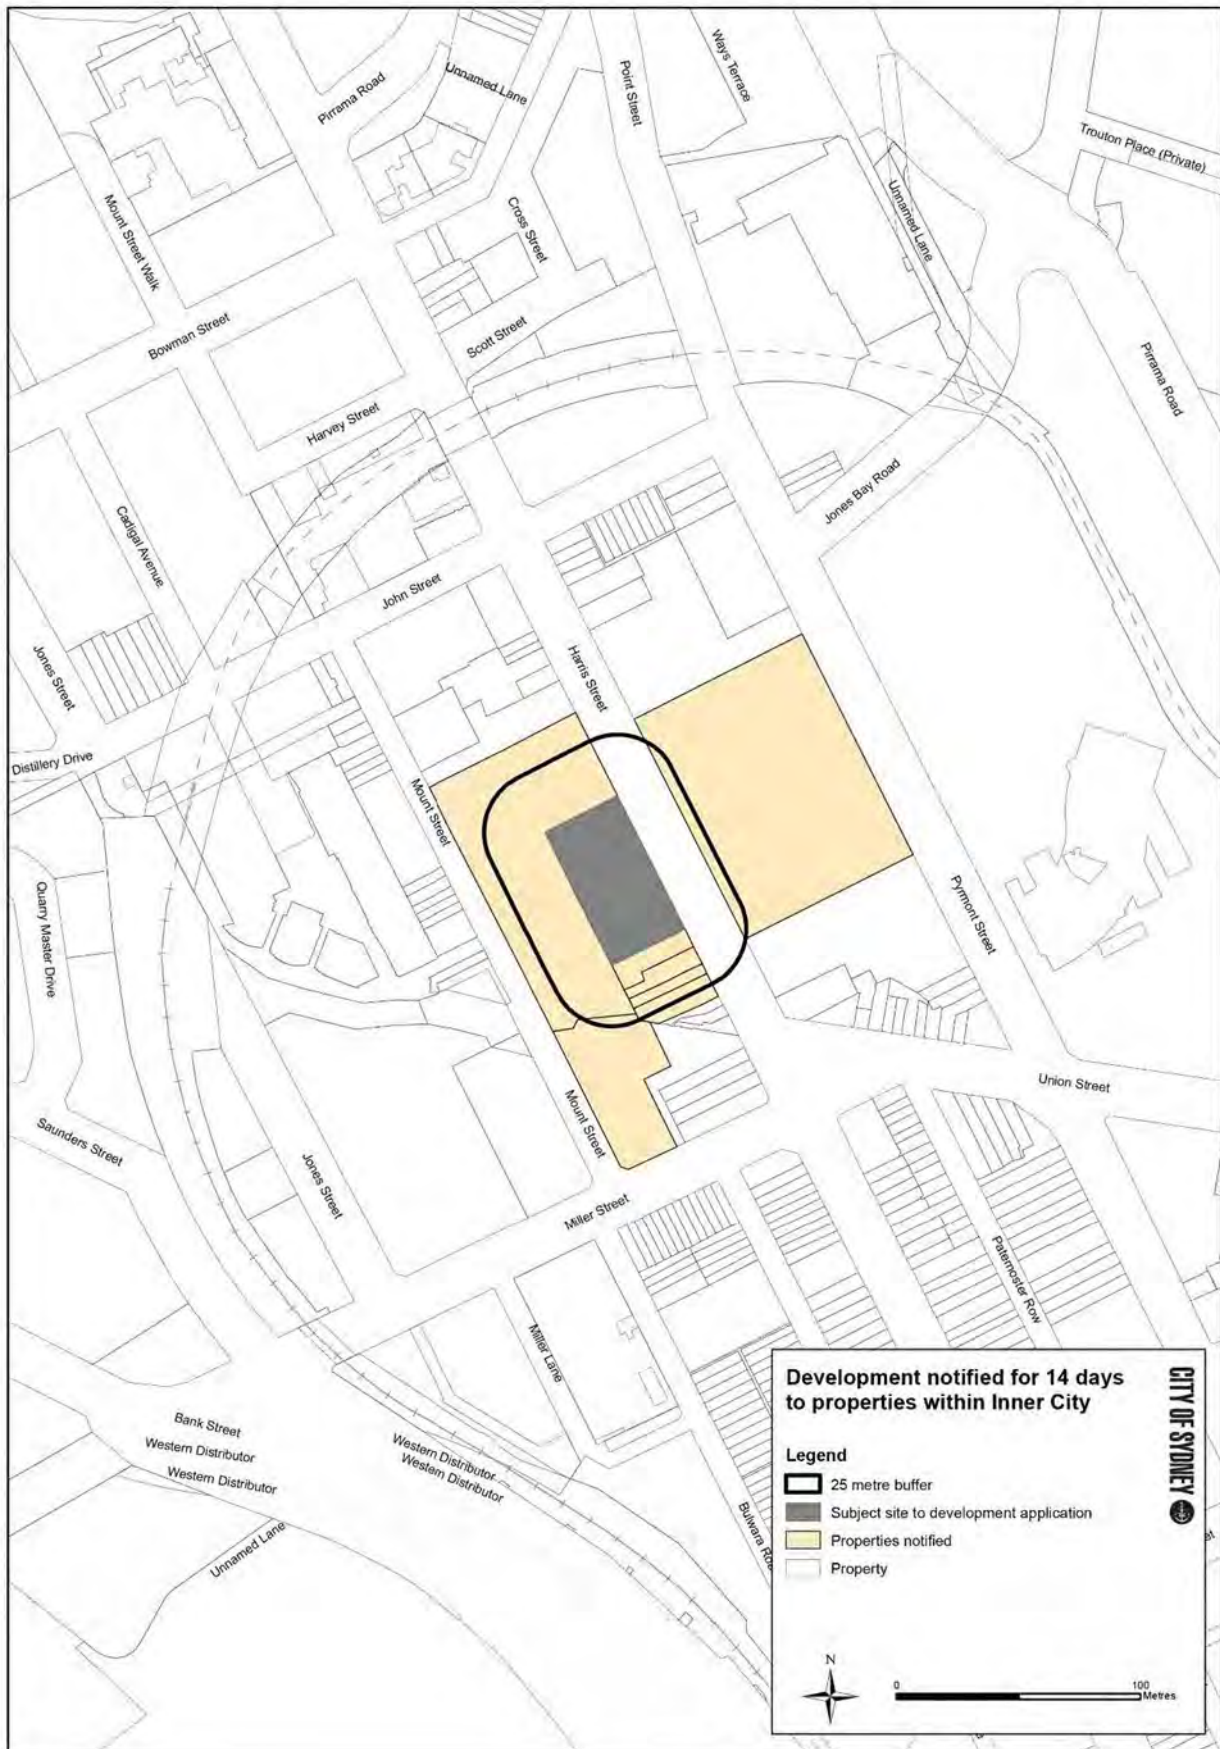 Ways Terrace
Point Street
Unnamed Lane
Pirrama Road
Trouton Place (Private)
Unnamed Lane
Mount Street Walk
Cross Street
Bowman Street
Scott Street
Pirrama Road
Harvey Street
Jones Bay Road
Cadigal Avenue
John Street
Jones Street
Harris Street
Distillery Drive
Mount Street
Quarry Master Drive
Pyrmont Street
Union Street
Mount Street
Saunders Street
Jones Street
Miller Street
Paternoster Row
Miller Lane
Bank Street
Western Distributor
Western Distributor
Western Distributor
Western Distributor
Unnamed Lane
Bulwara
Development notified for 14 days
to properties within Inner City
CITY OF SYDNEY
Legend
25 metre buffer
Subject site to development application
Properties notified
Property
N
0
100
Metres